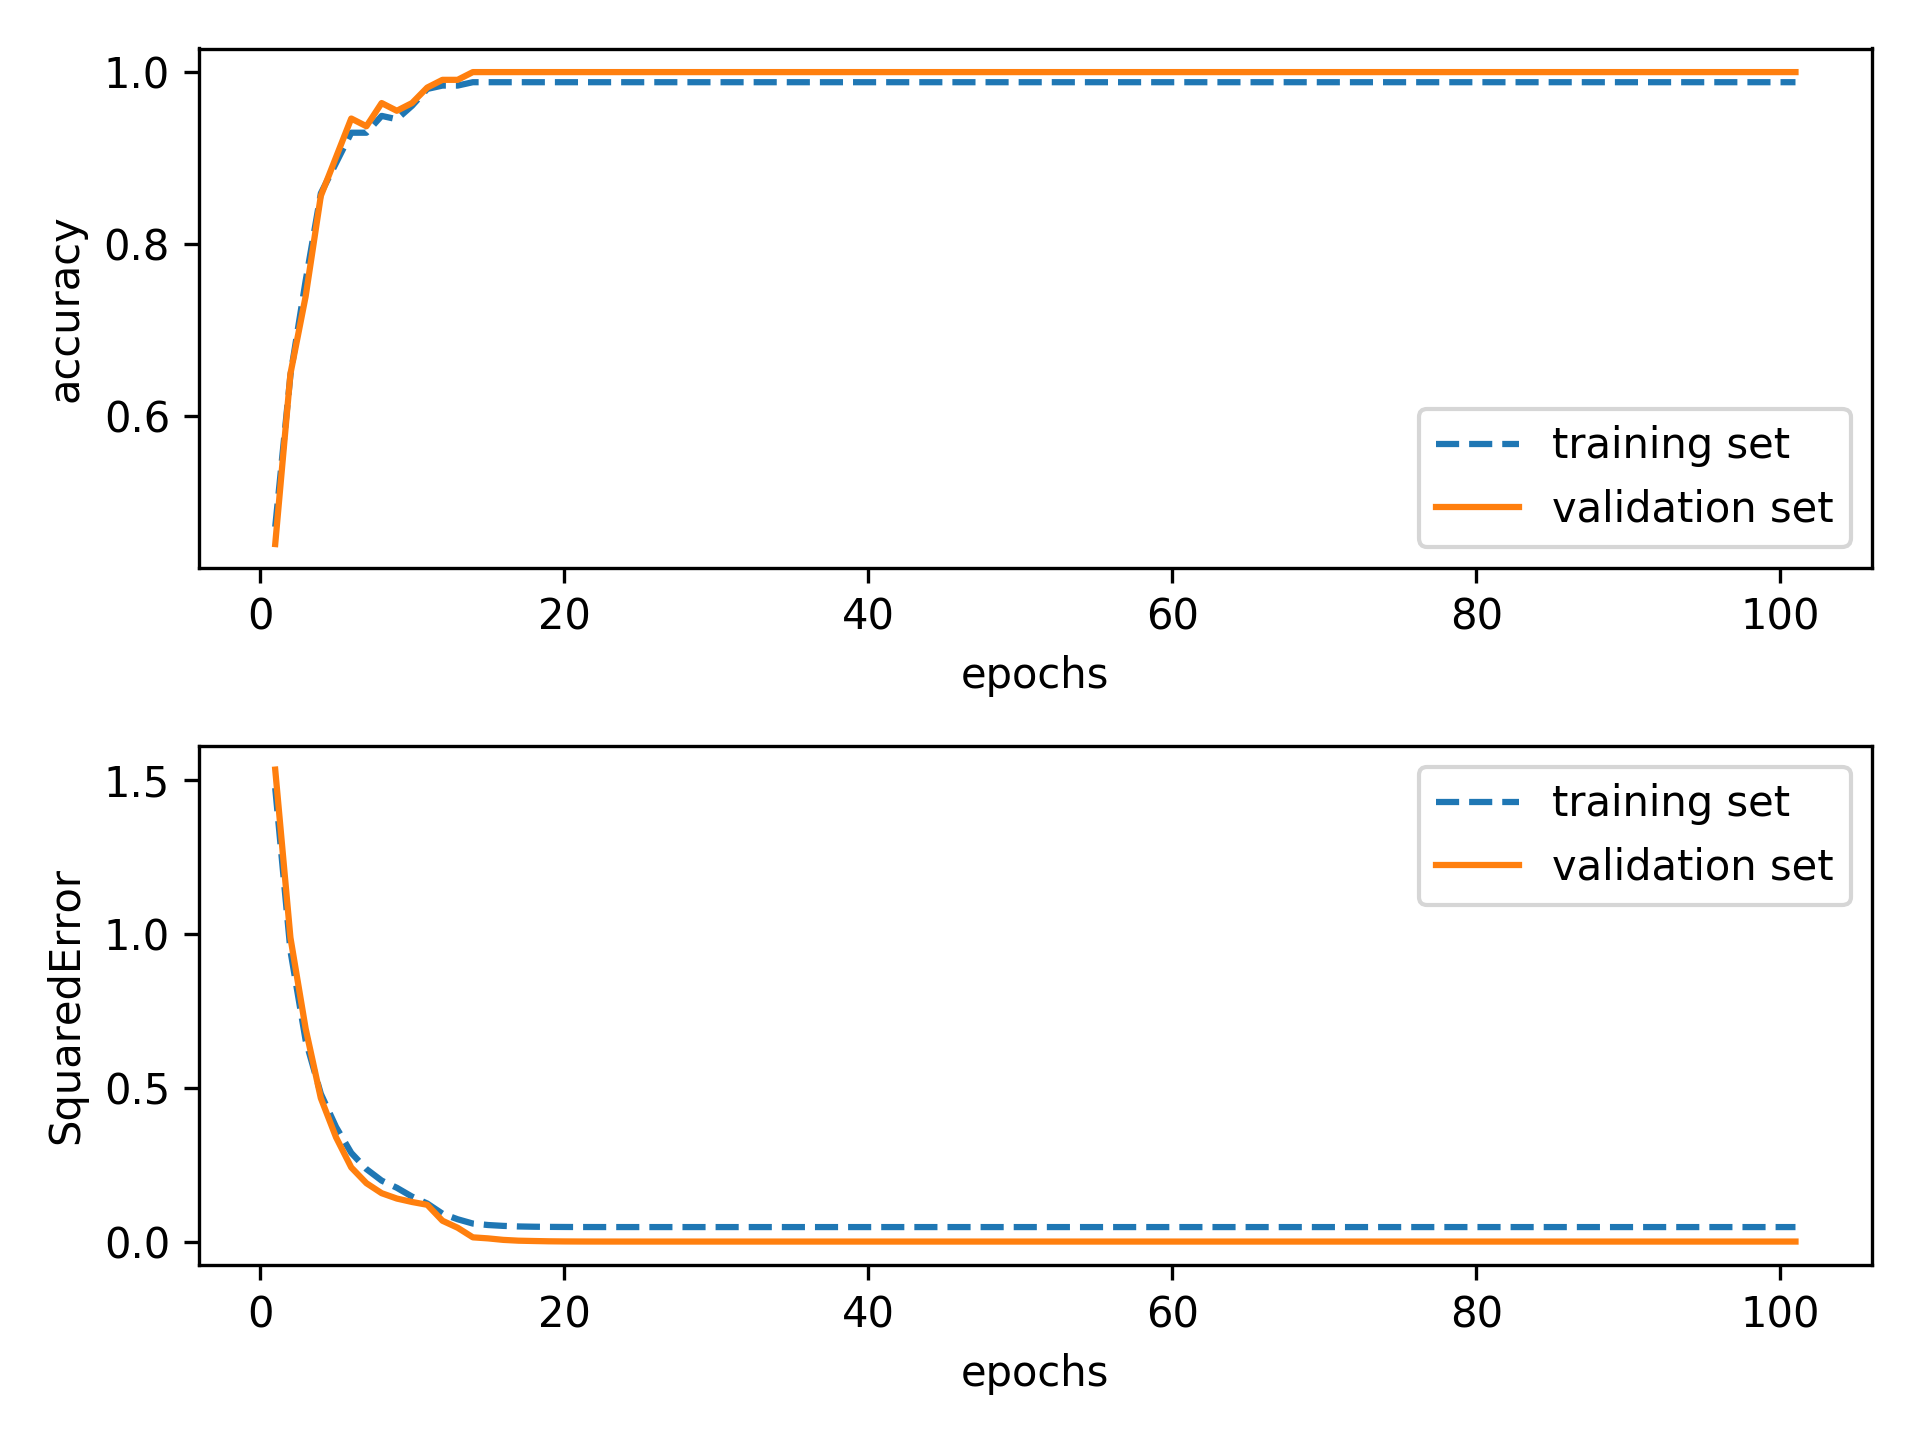 accuracy
1.0
0.8
0.6
training set
validation set
0 20 40 60 80 100
epochs
SquaredError
1.5
1.0
0.5
0.0
training set
validation set
0 20 40 60 80 100
epochs